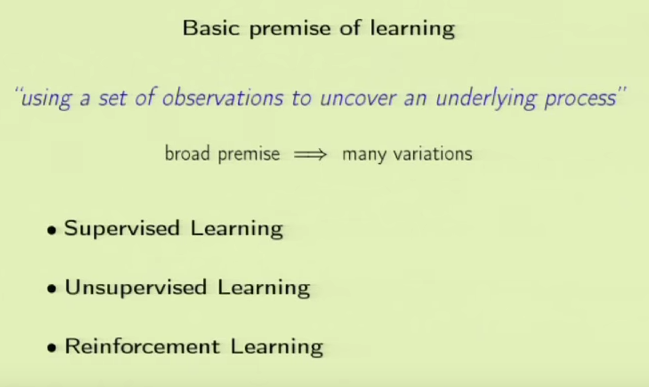 Basic premise of learning
“using a set of observations to uncover an underlying process”
broad premise ⟹ many variations
• Supervised Learning
• Unsupervised Learning
• Reinforcement Learning